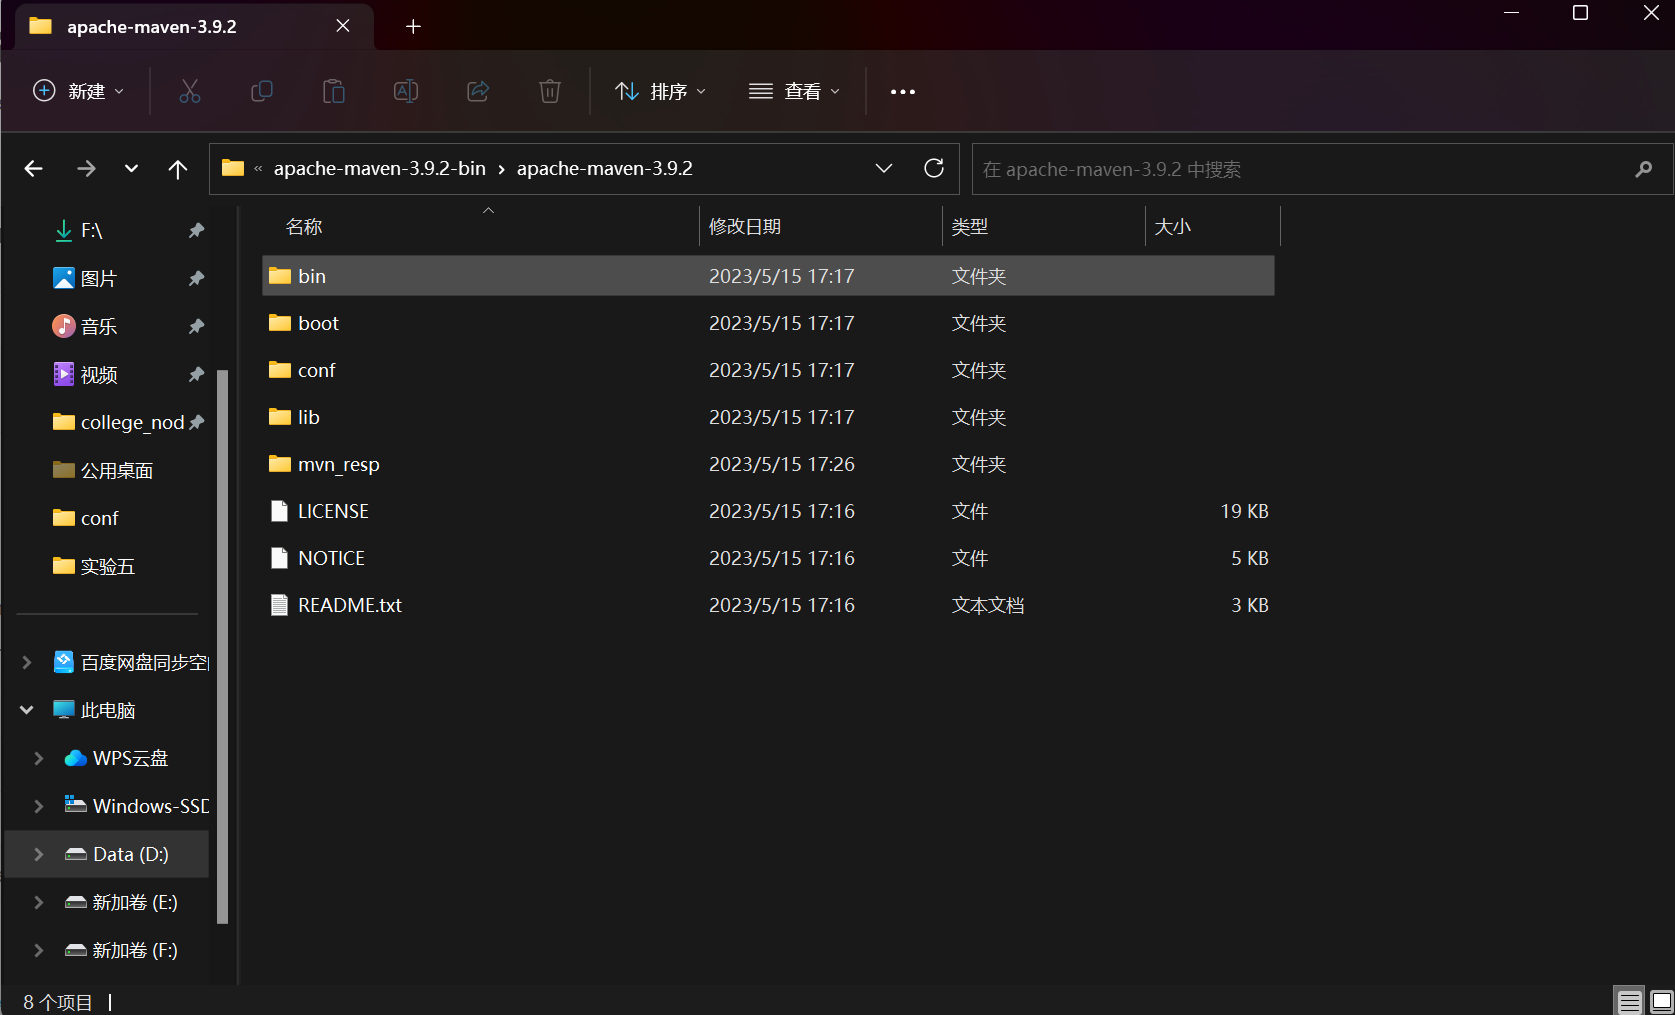 apache-maven-3.9.2
新建
排序
查看
« apache-maven-3.9.2-bin › apache-maven-3.9.2
在 apache-maven-3.9.2 中搜索
F:\
图片
音乐
视频
college_nod
公用桌面
conf
实验五
百度网盘同步空
此电脑
WPS云盘
Windows-SSD
Data (D:)
新加卷 (E:)
新加卷 (F:)
名称 修改日期 类型 大小
bin 2023/5/15 17:17 文件夹
boot 2023/5/15 17:17 文件夹
conf 2023/5/15 17:17 文件夹
lib 2023/5/15 17:17 文件夹
mvn_resp 2023/5/15 17:26 文件夹
LICENSE 2023/5/15 17:16 文件 19 KB
NOTICE 2023/5/15 17:16 文件 5 KB
README.txt 2023/5/15 17:16 文本文档 3 KB
8 个项目